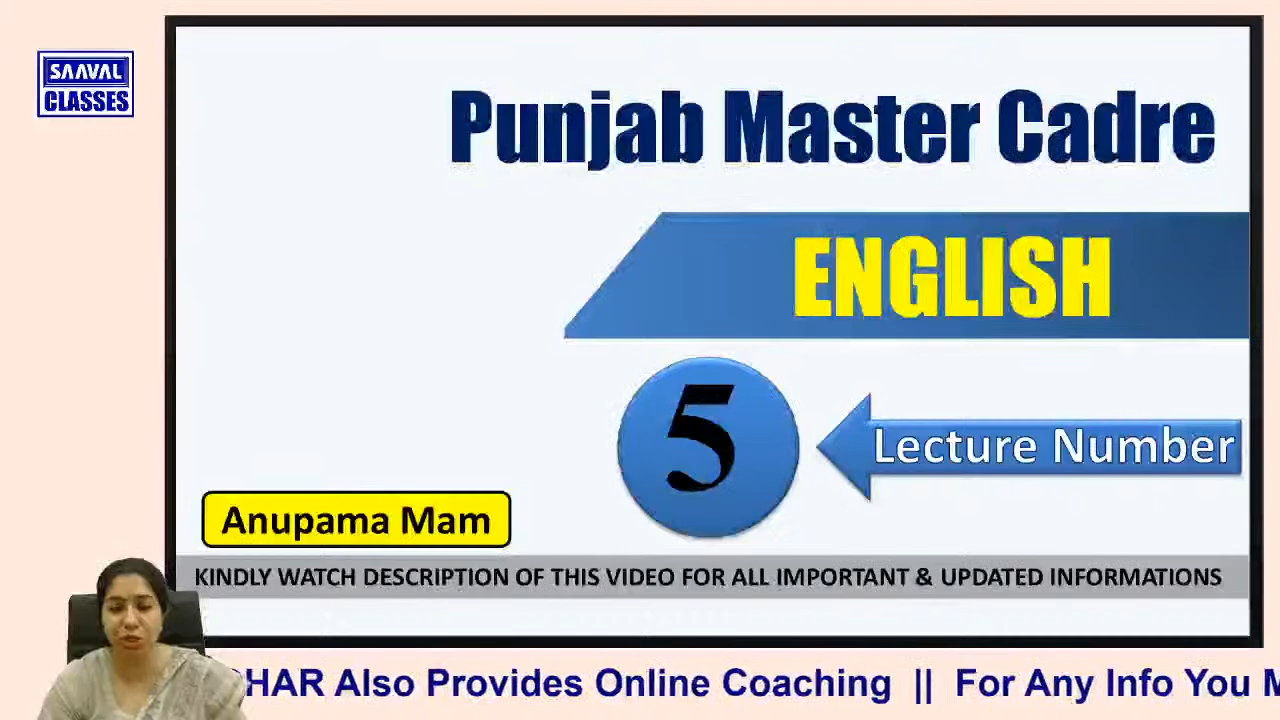 SAAVAL
CLASSES
Punjab Master Cadre
ENGLISH
5
Lecture Number
Anupama Mam
KINDLY WATCH DESCRIPTION OF THIS VIDEO FOR ALL IMPORTANT & UPDATED INFORMATIONS
HAR Also Provides Online Coaching || For Any Info You